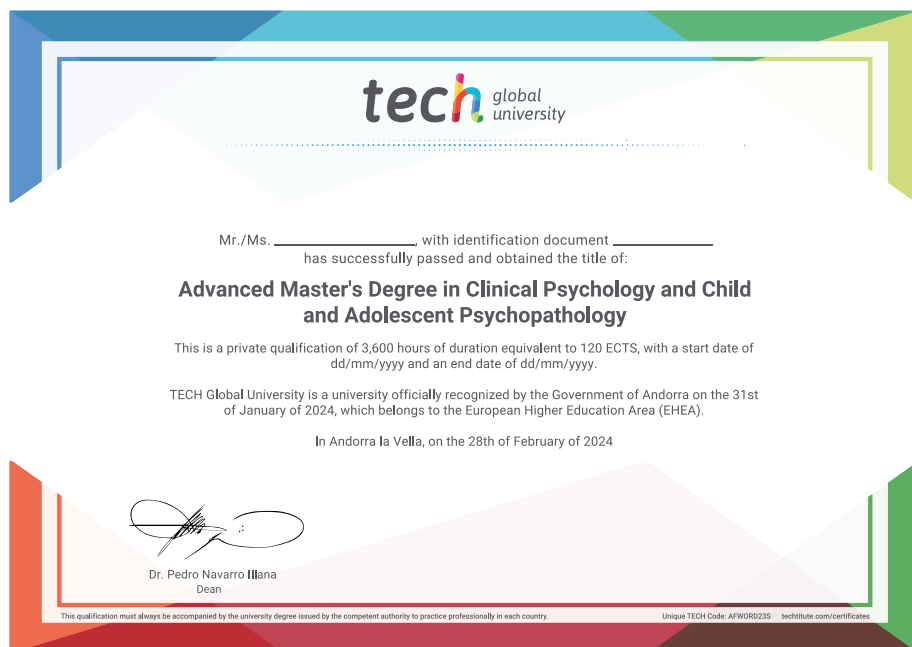 tech global
university
Mr./Ms. ____________, with identification document ____________
has successfully passed and obtained the title of:
Advanced Master's Degree in Clinical Psychology and Child
and Adolescent Psychopathology
This is a private qualification of 3,600 hours of duration equivalent to 120 ECTS, with a start date of
dd/mm/yyyy and an end date of dd/mm/yyyy.
TECH Global University is a university officially recognized by the Government of Andorra on the 31st
of January of 2024, which belongs to the European Higher Education Area (EHEA).
In Andorra la Vella, on the 28th of February of 2024
Dr. Pedro Navarro Illana
Dean
This qualification must always be accompanied by the university degree issued by the competent authority to practice professionally in each country.
Unique TECH Code: AFWORD23S techtitute.com/certificates